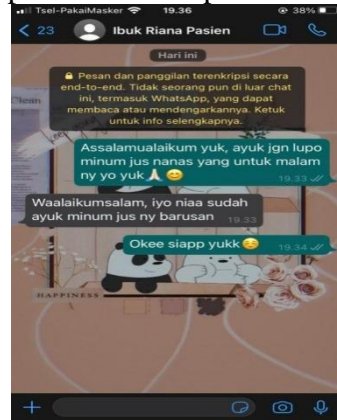 Tsel-PakaiMasker
19.36
38%
23
Ibuk Riana Pasien
Hari ini
Pesan dan panggilan terenkripsi secara
end-to-end. Tidak seorang pun di luar chat
ini, termasuk WhatsApp, yang dapat
membaca atau mendengarkannya. Ketuk
untuk info selengkapnya.
Assalamualaikum yuk, ayuk jgn lupo
minum jus nanas yang untuk malam
ny yo yuk🙏😊
19.33
Waalaikumsalam, iyo niaa sudah
ayuk minum jus ny barusan
19.33
Okee siapp yukk☺️
19.34
HAPPINESS